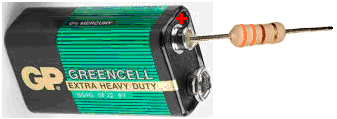 +
0% MERCURY
GP
GREENCELL
EXTRA HEAVY DUTY